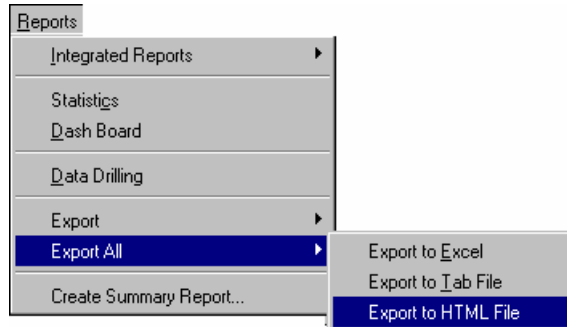 Reports
Integrated Reports
Statistics
Dash Board
Data Drilling
Export
Export All
Export to Excel
Export to Tab File
Export to HTML File
Create Summary Report...